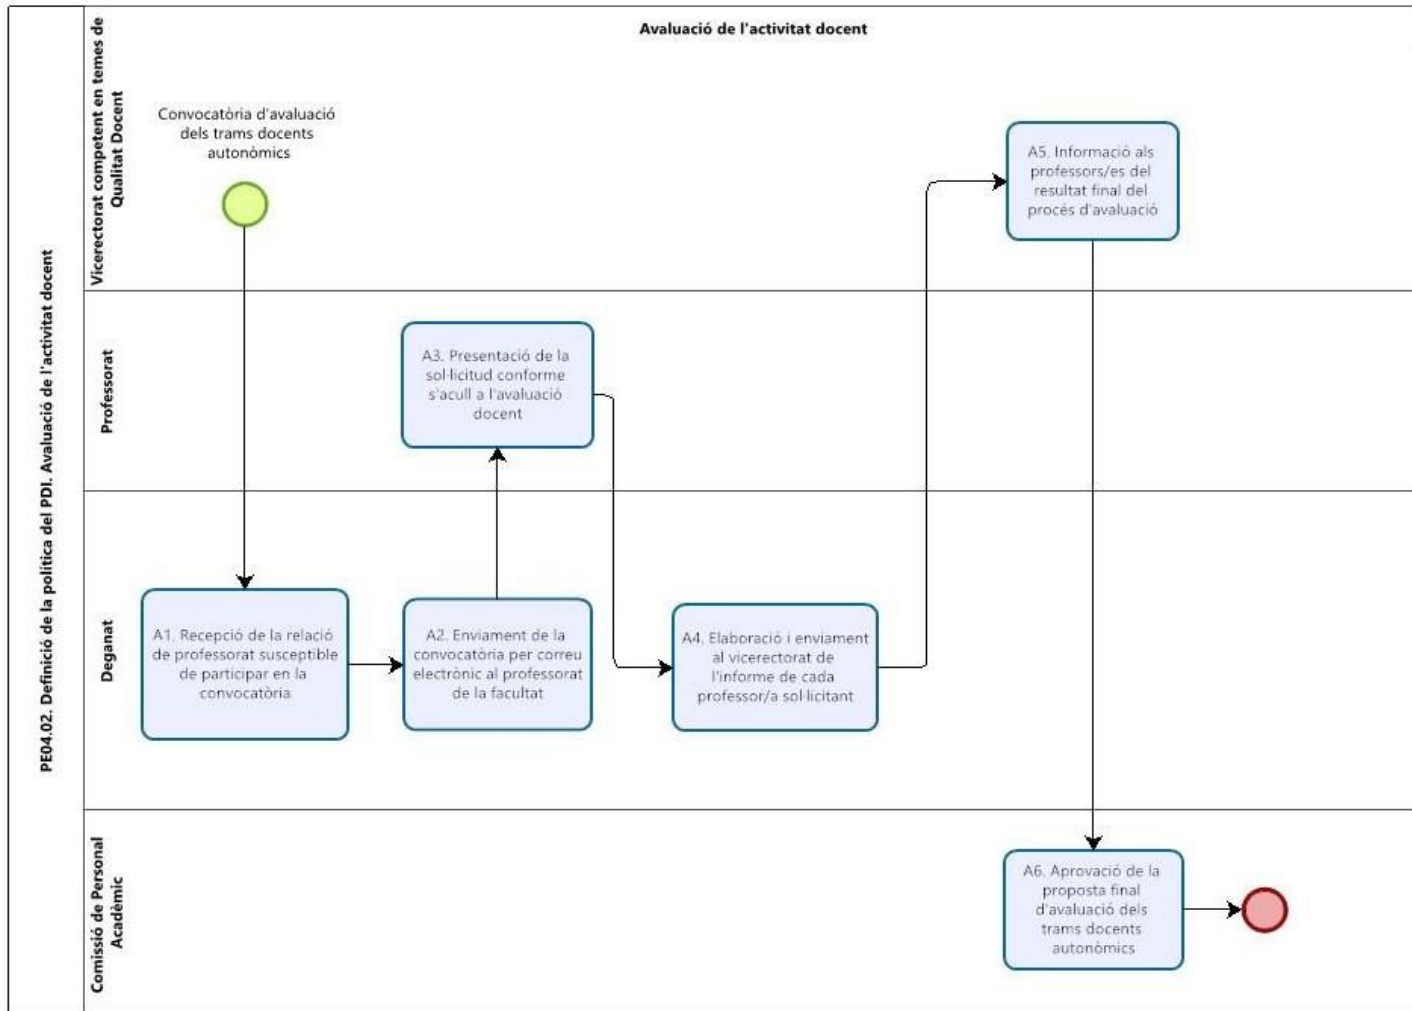 Avaluació de l'activitat docent
PE04.02. Definició de la política del PDI. Avaluació de l'activitat docent
Vicerectorat competent en temes de
Qualitat Docent
Convocatòria d'avaluació
dels trams docents
autonòmics
A5. Informació als
professors/es del
resultat final del
procés d'avaluació
Professorat
A3. Presentació de la
sol·licitud conforme
s'acull a l'avaluació
docent
Deganat
A1. Recepció de la relació
de professorat susceptible
de participar en la
convocatòria
A2. Enviament de la
convocatòria per correu
electrònic al professorat
de la facultat
A4. Elaboració i enviament
al vicerectorat de
l'informe de cada
professor/a sol·licitant
Comissió de Personal
Acadèmic
A6. Aprovació de la
proposta final
d'avaluació dels
trams docents
autonòmics